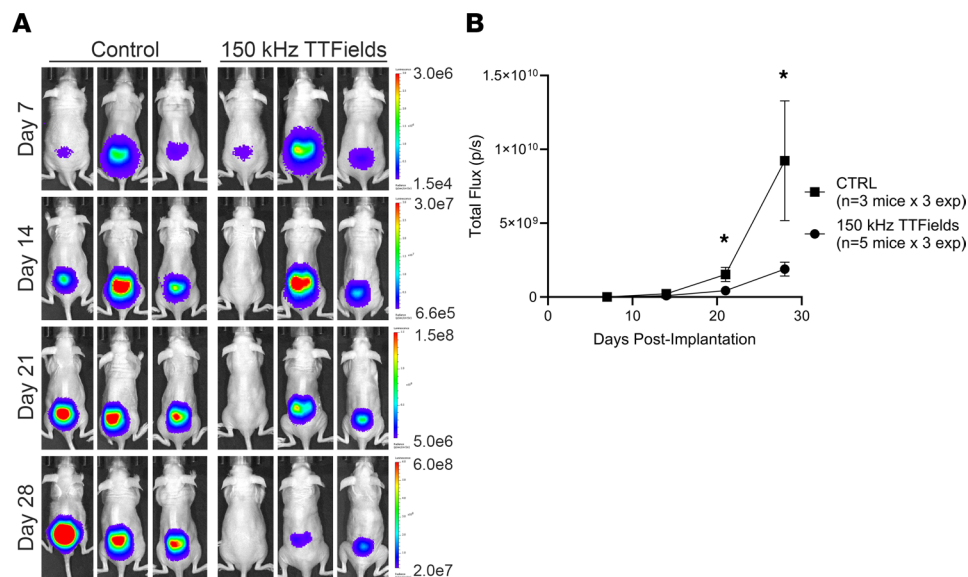 A
Control
150 kHz TTFields
Day 7
3.0e6
1.5e4
Day 14
3.0e7
6.6e5
Day 21
1.5e8
5.0e6
Day 28
6.0e8
2.0e7
B
Total Flux (p/s)
1.5×10¹⁰
1×10¹⁰
5×10⁹
0
*
*
0
10
20
30
Days Post-Implantation
CTRL
(n=3 mice x 3 exp)
150 kHz TTFields
(n=5 mice x 3 exp)